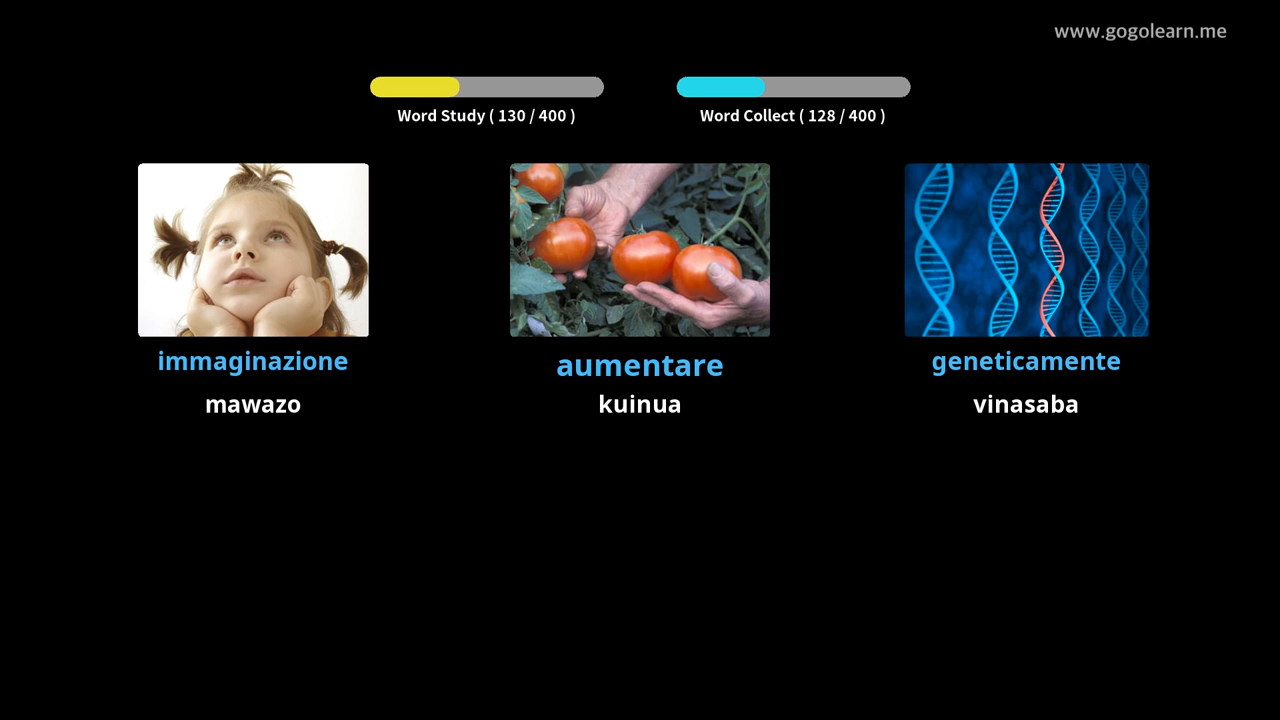 www.gogolearn.me
Word Study ( 130 / 400 )
Word Collect ( 128 / 400 )
immaginazione
mawazo
aumentare
kuinua
geneticamente
vinasaba